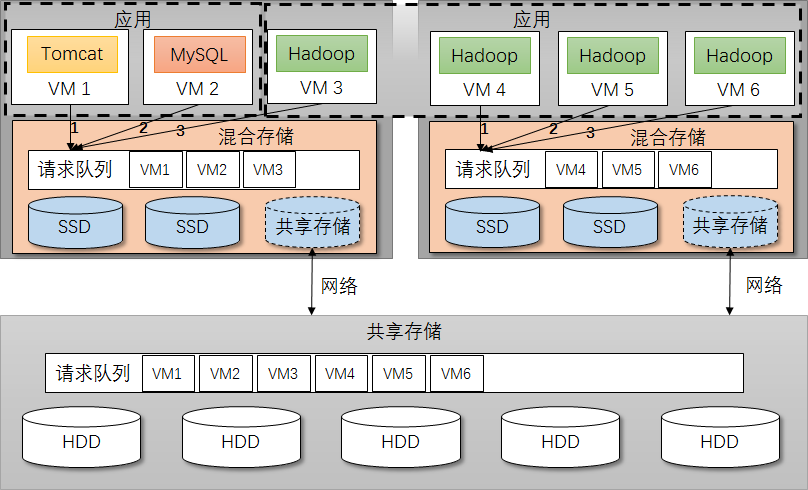 应用
Tomcat
VM 1
MySQL
VM 2
Hadoop
VM 3
1
2
3
混合存储
请求队列
VM1
VM2
VM3
SSD
SSD
共享存储
应用
Hadoop
VM 4
Hadoop
VM 5
Hadoop
VM 6
1
2
3
混合存储
请求队列
VM4
VM5
VM6
SSD
SSD
共享存储
网络
网络
共享存储
请求队列
VM1
VM2
VM3
VM4
VM5
VM6
HDD
HDD
HDD
HDD
HDD